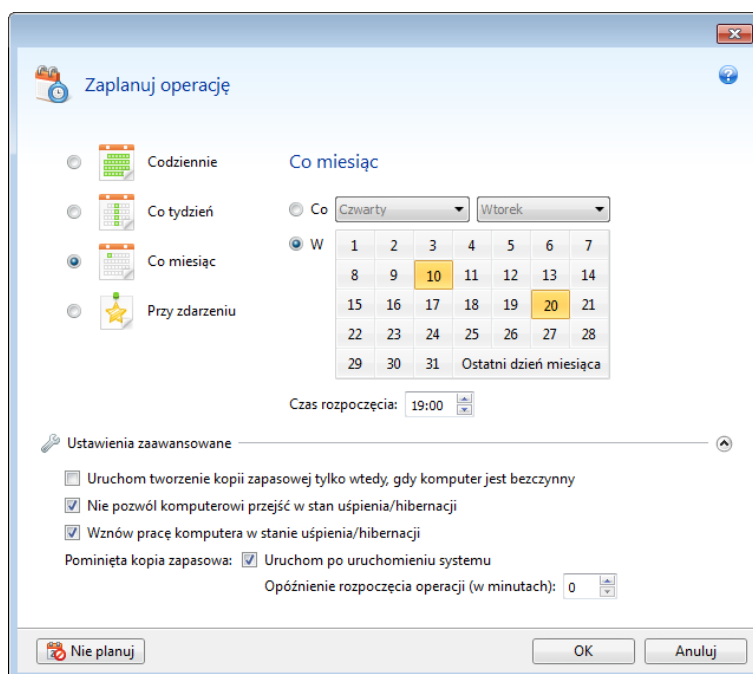 Zaplanuj operację
Codziennie
Co tydzień
Co miesiąc
Przy zdarzeniu
Co miesiąc
Co Czwarty Wtorek
W 1 2 3 4 5 6 7
8 9 10 11 12 13 14
15 16 17 18 19 20 21
22 23 24 25 26 27 28
29 30 31 Ostatni dzień miesiąca
Czas rozpoczęcia: 19:00
Ustawienia zaawansowane
Uruchom tworzenie kopii zapasowej tylko wtedy, gdy komputer jest bezczynny
Nie pozwól komputerowi przejść w stan uśpienia/hibernacji
Wznów pracę komputera w stanie uśpienia/hibernacji
Pominięta kopia zapasowa: Uruchom po uruchomieniu systemu
Opóźnienie rozpoczęcia operacji (w minutach): 0
Nie planuj OK Anuluj